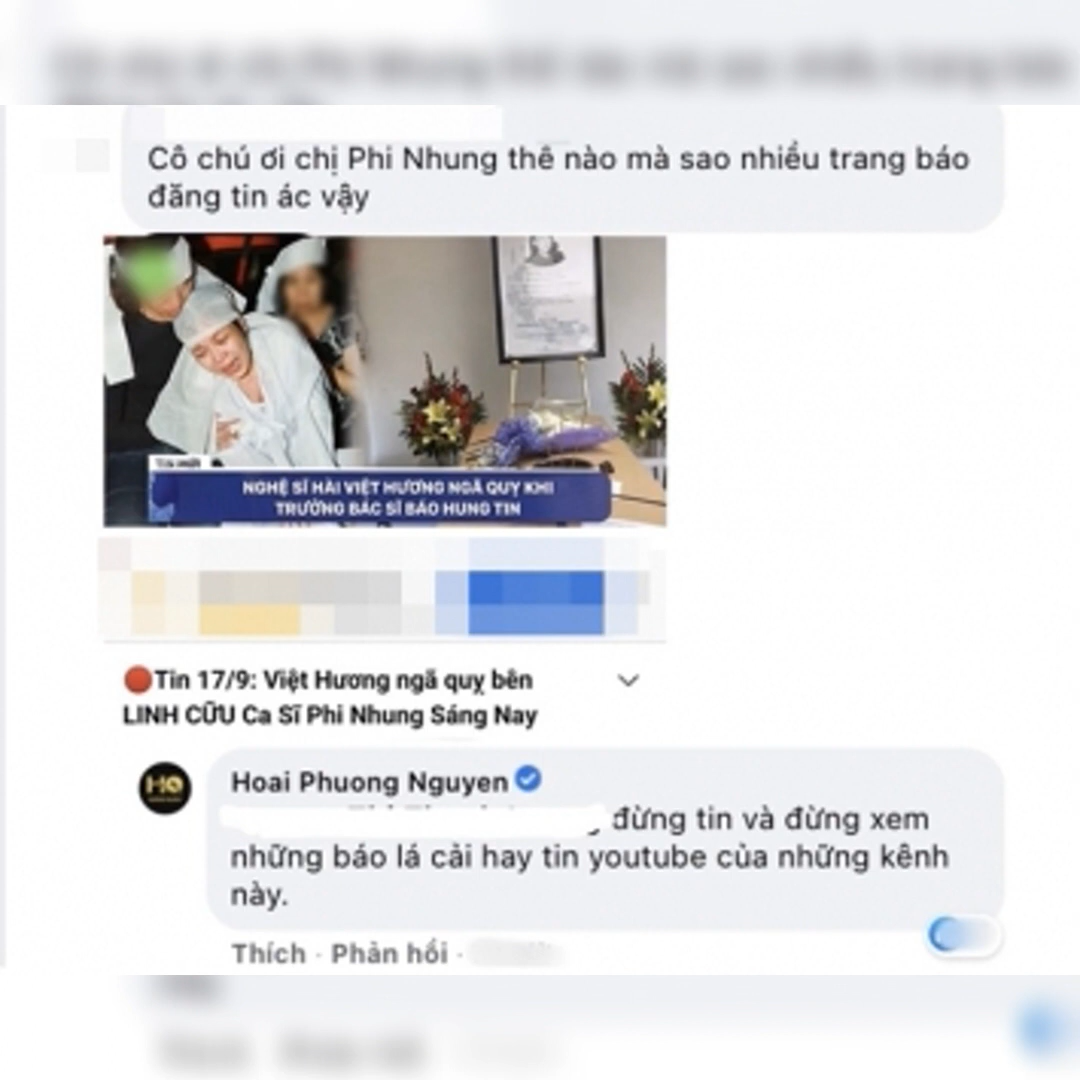 Cô chú ơi chị Phi Nhung thế nào mà sao nhiều trang báo
đăng tin ác vậy
TIN MỚI
NGHỆ SĨ HÀI VIỆT HƯƠNG NGÃ QUỴ KHI
TRƯỞNG BÁC SĨ BÁO HUNG TIN
Tin 17/9: Việt Hương ngã quỵ bên
LINH CỮU Ca Sĩ Phi Nhung Sáng Nay
HO
Hoai Phuong Nguyen
đừng tin và đừng xem
những báo lá cải hay tin youtube của những kênh
này.
Thích · Phản hồi ·